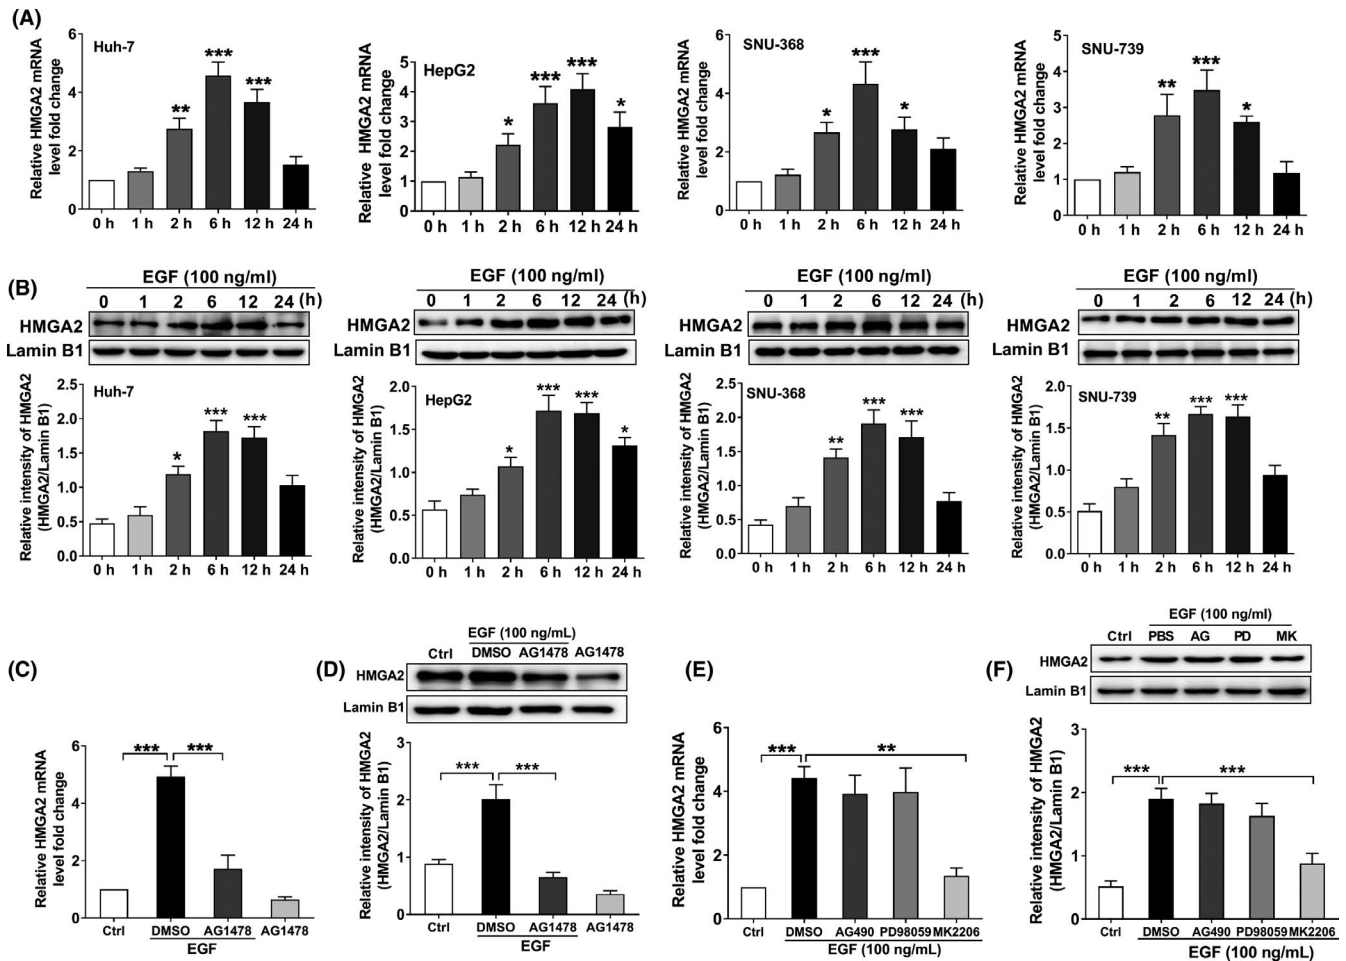 (A)
Relative HMGA2 mRNA
level fold change
Huh-7
6
4
2
0
**
***
***
0 h 1 h 2 h 6 h 12 h 24 h
Relative HMGA2 mRNA
level fold change
HepG2
5
4
3
2
1
0
*
***
***
*
0 h 1 h 2 h 6 h 12 h 24 h
Relative HMGA2 mRNA
level fold change
SNU-368
6
4
2
0
*
***
*
0 h 1 h 2 h 6 h 12 h 24 h
Relative HMGA2 mRNA
level fold change
SNU-739
5
4
3
2
1
0
**
***
*
0 h 1 h 2 h 6 h 12 h 24 h
(B)
EGF (100 ng/ml)
0 1 2 6 12 24 (h)
HMGA2
Lamin B1
Relative intensity of HMGA2
(HMGA2/Lamin B1)
Huh-7
2.5
2.0
1.5
1.0
0.5
0.0
*
***
***
0 h 1 h 2 h 6 h 12 h 24 h
EGF (100 ng/ml)
0 1 2 6 12 24 (h)
HMGA2
Lamin B1
Relative intensity of HMGA2
(HMGA2/Lamin B1)
HepG2
2.0
1.5
1.0
0.5
0.0
*
***
***
*
0 h 1 h 2 h 6 h 12 h 24 h
EGF (100 ng/ml)
0 1 2 6 12 24 (h)
HMGA2
Lamin B1
Relative intensity of HMGA2
(HMGA2/Lamin B1)
SNU-368
2.5
2.0
1.5
1.0
0.5
0.0
**
***
***
0 h 1 h 2 h 6 h 12 h 24 h
EGF (100 ng/ml)
0 1 2 6 12 24 (h)
HMGA2
Lamin B1
Relative intensity of HMGA2
(HMGA2/Lamin B1)
SNU-739
2.0
1.5
1.0
0.5
0.0
**
***
***
0 h 1 h 2 h 6 h 12 h 24 h
(C)
Relative HMGA2 mRNA
level fold change
6
4
2
0
***
***
Ctrl DMSO AG1478 AG1478
EGF
(D)
EGF (100 ng/mL)
Ctrl DMSO AG1478 AG1478
HMGA2
Lamin B1
Relative intensity of HMGA2
(HMGA2/Lamin B1)
3
2
1
0
***
***
Ctrl DMSO AG1478 AG1478
EGF
(E)
Relative HMGA2 mRNA
level fold change
6
4
2
0
***
**
Ctrl DMSO AG490 PD98059 MK2206
EGF (100 ng/mL)
(F)
EGF (100 ng/ml)
Ctrl PBS AG PD MK
HMGA2
Lamin B1
Relative intensity of HMGA2
(HMGA2/Lamin B1)
3
2
1
0
***
***
Ctrl DMSO AG490 PD98059 MK2206
EGF (100 ng/mL)